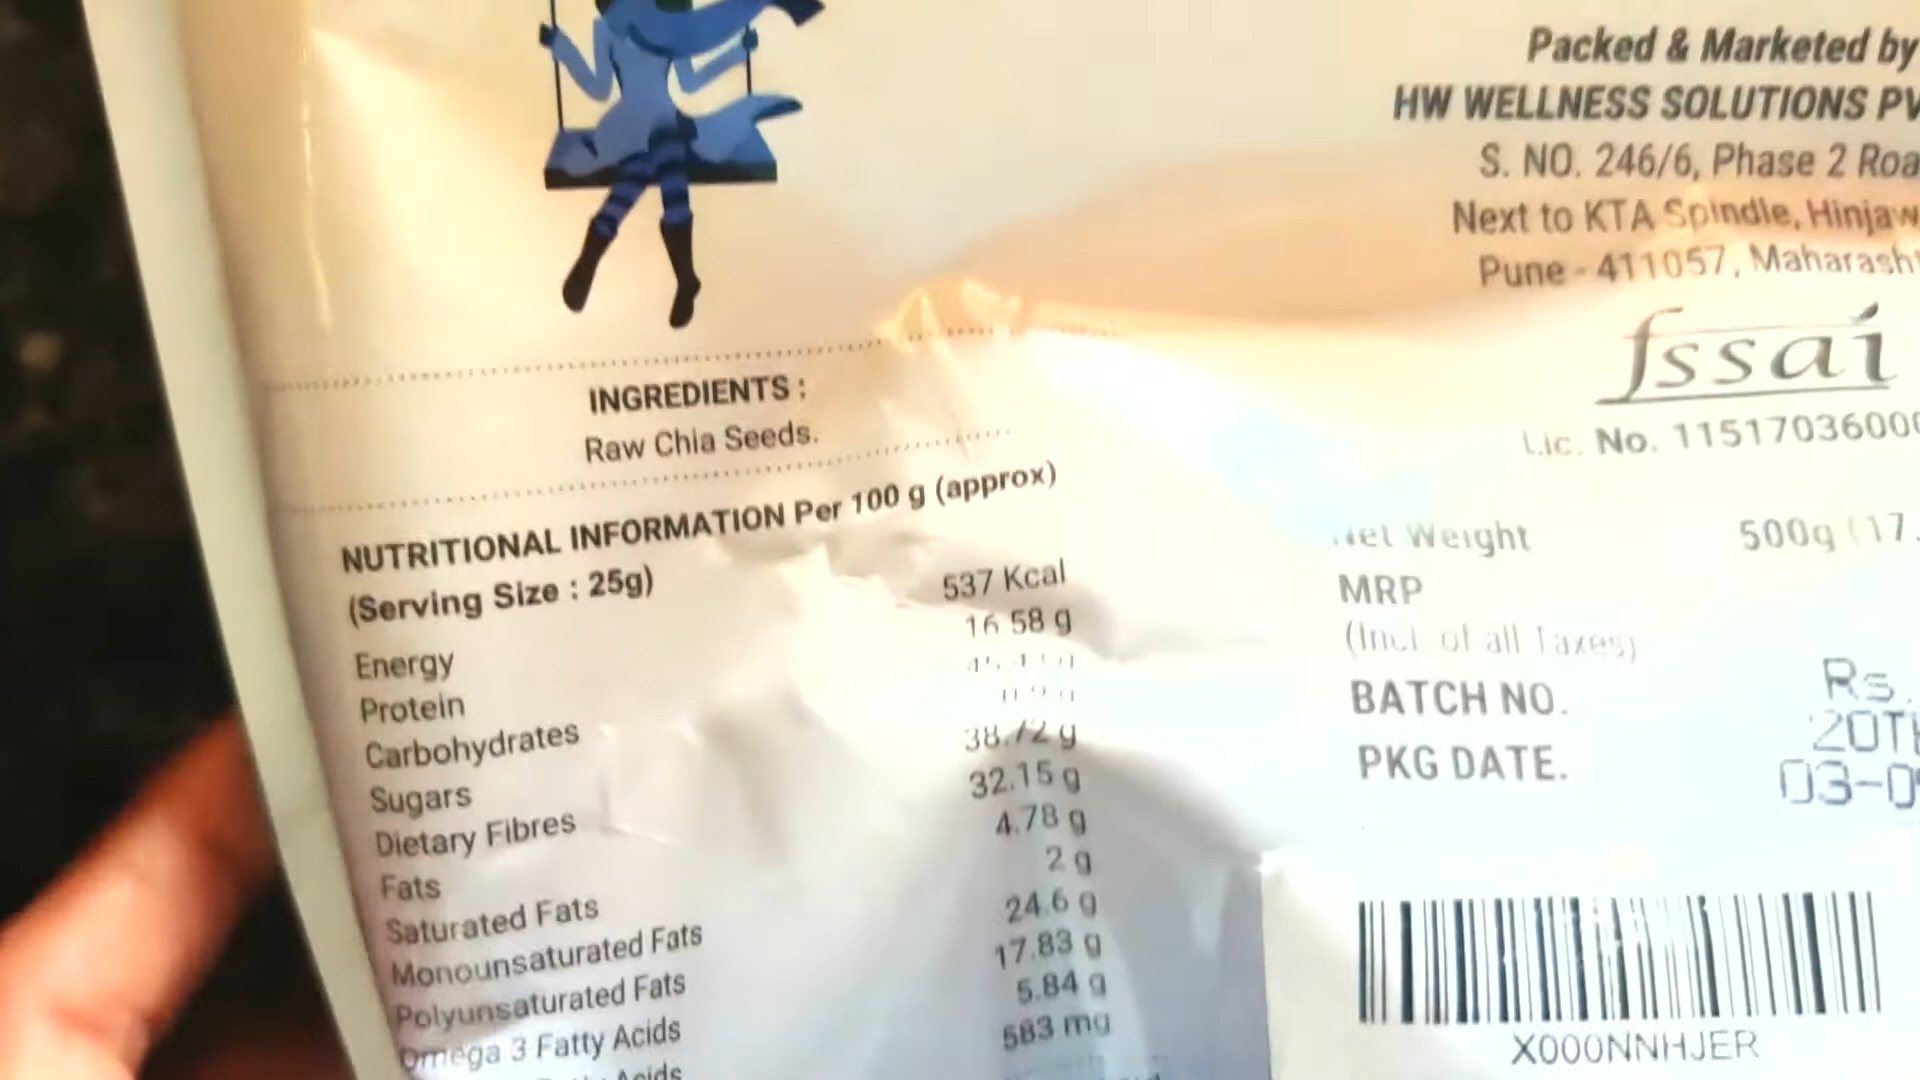 Packed & Marketed by
HW WELLNESS SOLUTIONS PV
S. NO. 246/6, Phase 2 Roa
Next to KTA Spindle, Hinjaw
Pune - 411057, Maharash
fssai
Lic. No. 1151703600
INGREDIENTS :
Raw Chia Seeds.
NUTRITIONAL INFORMATION Per 100 g (approx)
(Serving Size : 25g)
Energy 537 Kcal
Protein 16.58 g
Carbohydrates
Sugars
Dietary Fibres 38.72 g
Fats 32.15 g
Saturated Fats 4.78 g
Monounsaturated Fats 2 g
Polyunsaturated Fats 24.6 g
Omega 3 Fatty Acids 17.83 g
Acids 5.84 g
583 mg
Net Weight 500g (17.
MRP
(Incl. of all Taxes) Rs.
BATCH NO. 20T
PKG DATE. 03-0
X000NNHJER